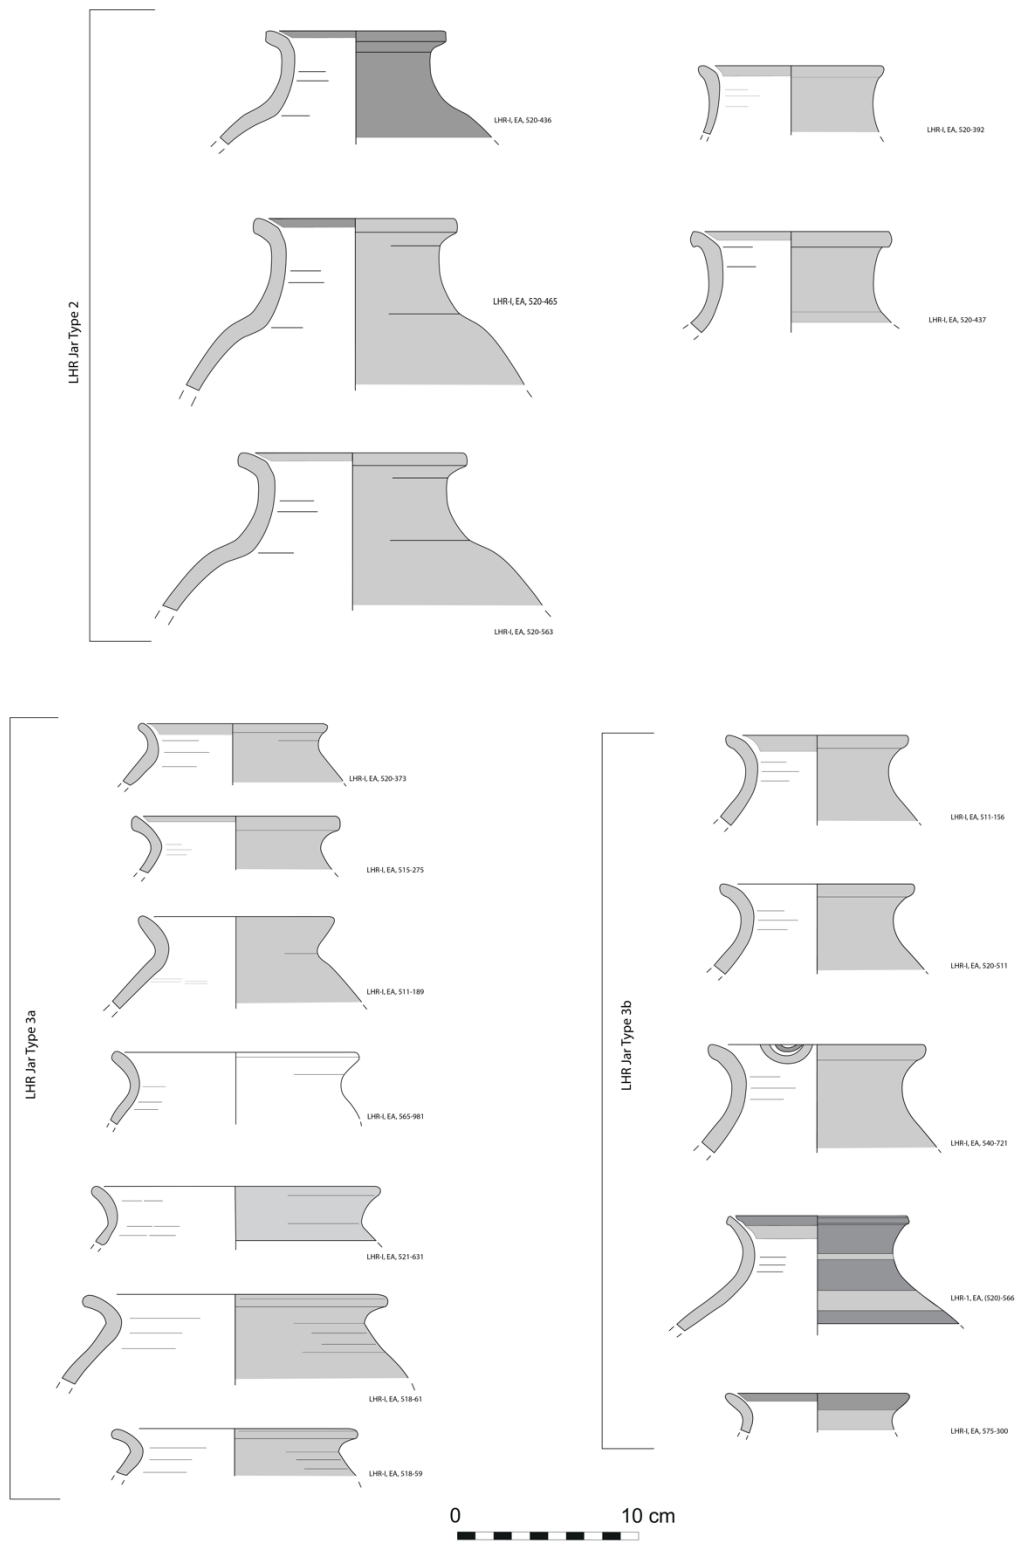 LHR Jar Type 2
LHR-I, EA, 520-436
LHR-I, EA, 520-392
LHR-I, EA, 520-465
LHR-I, EA, 520-437
LHR-I, EA, 520-563
LHR Jar Type 3a
LHR-I, EA, 520-373
LHR-I, EA, 515-275
LHR-I, EA, 511-189
LHR-I, EA, 565-981
LHR-I, EA, 521-631
LHR-I, EA, 518-61
LHR-I, EA, 518-59
LHR Jar Type 3b
LHR-I, EA, 511-156
LHR-I, EA, 520-511
LHR-I, EA, 540-721
LHR-1, EA, (520)-566
LHR-I, EA, 575-300
0 10 cm